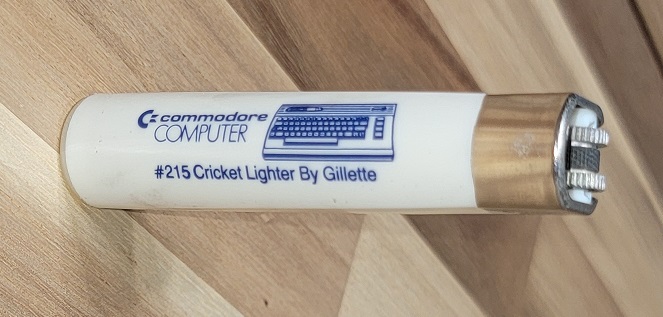 commodore
COMPUTER
#215 Cricket Lighter By Gillette